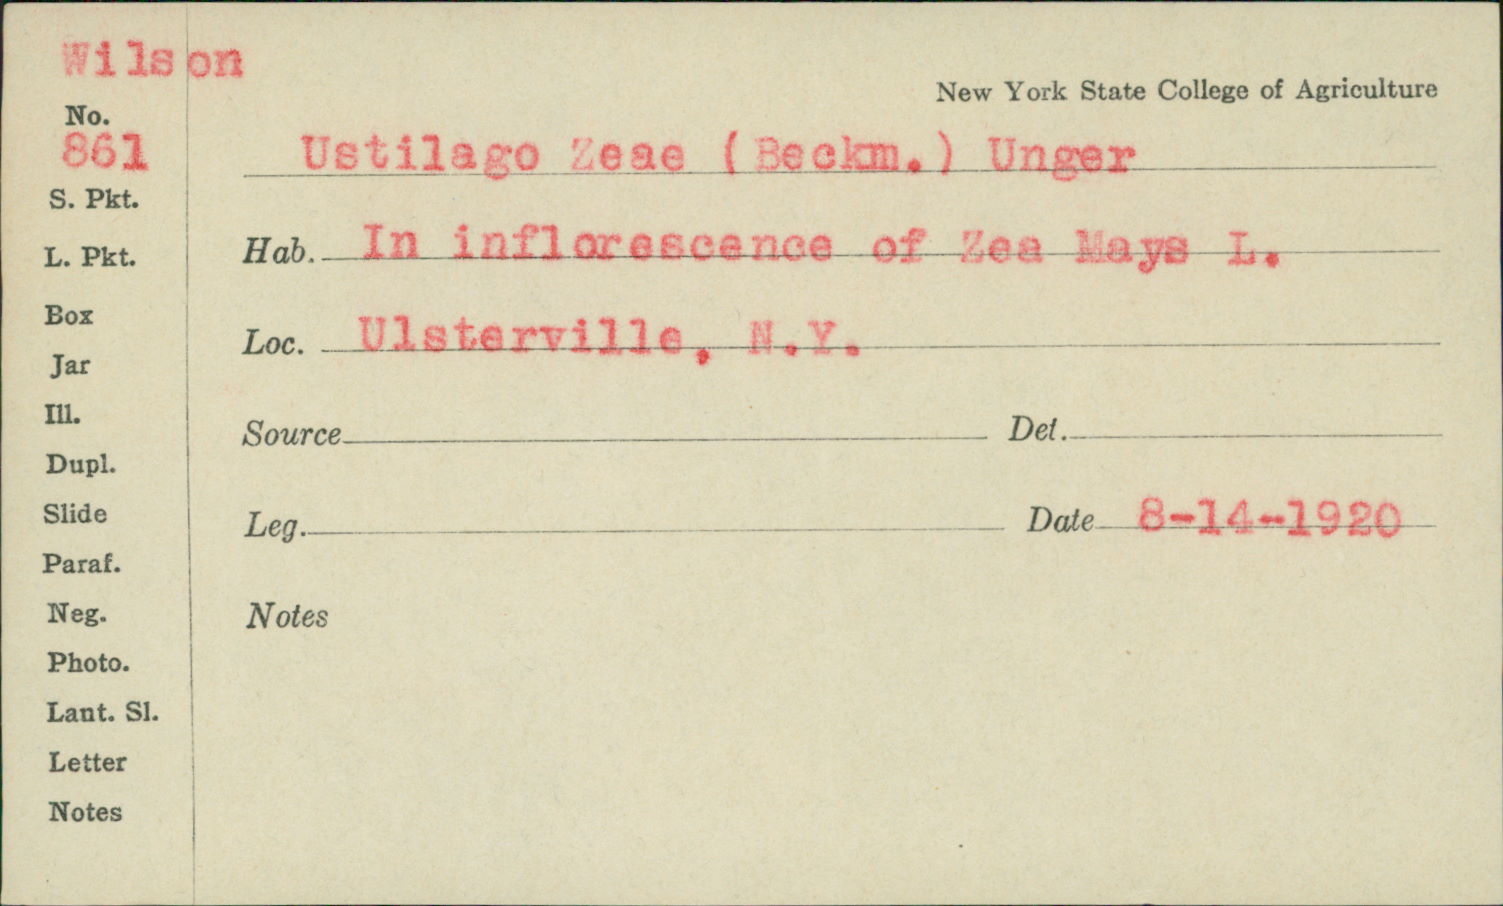 Wilson
New York State College of Agriculture
No.
861
Ustilago Zeae (Beckm.) Unger
S. Pkt.
Hab. In inflorescence of Zea Mays L.
L. Pkt.
Box
Loc. Ulsterville, N.Y.
Jar
Ill.
Source Det.
Dupl.
Slide
Leg. Date 8-14-1920
Paraf.
Neg.
Notes
Photo.
Lant. Sl.
Letter
Notes